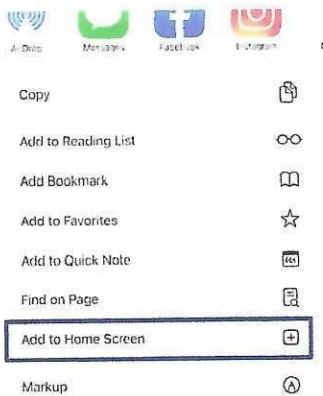 AirDrop Messages Facebook Instagram
Copy
Add to Reading List
Add Bookmark
Add to Favorites
Add to Quick Note
Find on Page
Add to Home Screen
Markup